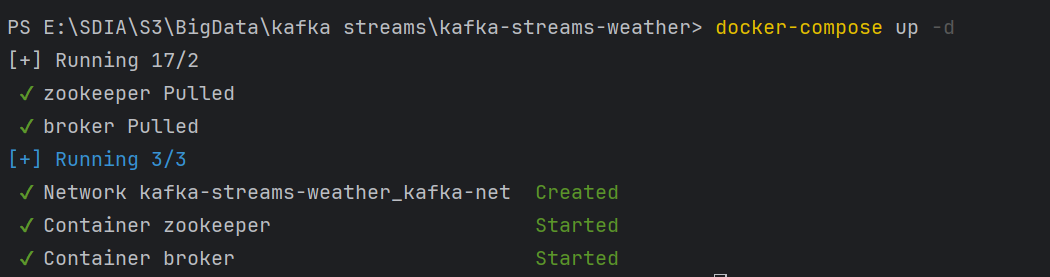 PS E:\SDIA\S3\BigData\kafka streams\kafka-streams-weather> docker-compose up -d
[+] Running 17/2
✓ zookeeper Pulled
✓ broker Pulled
[+] Running 3/3
✓ Network kafka-streams-weather_kafka-net Created
✓ Container zookeeper Started
✓ Container broker Started